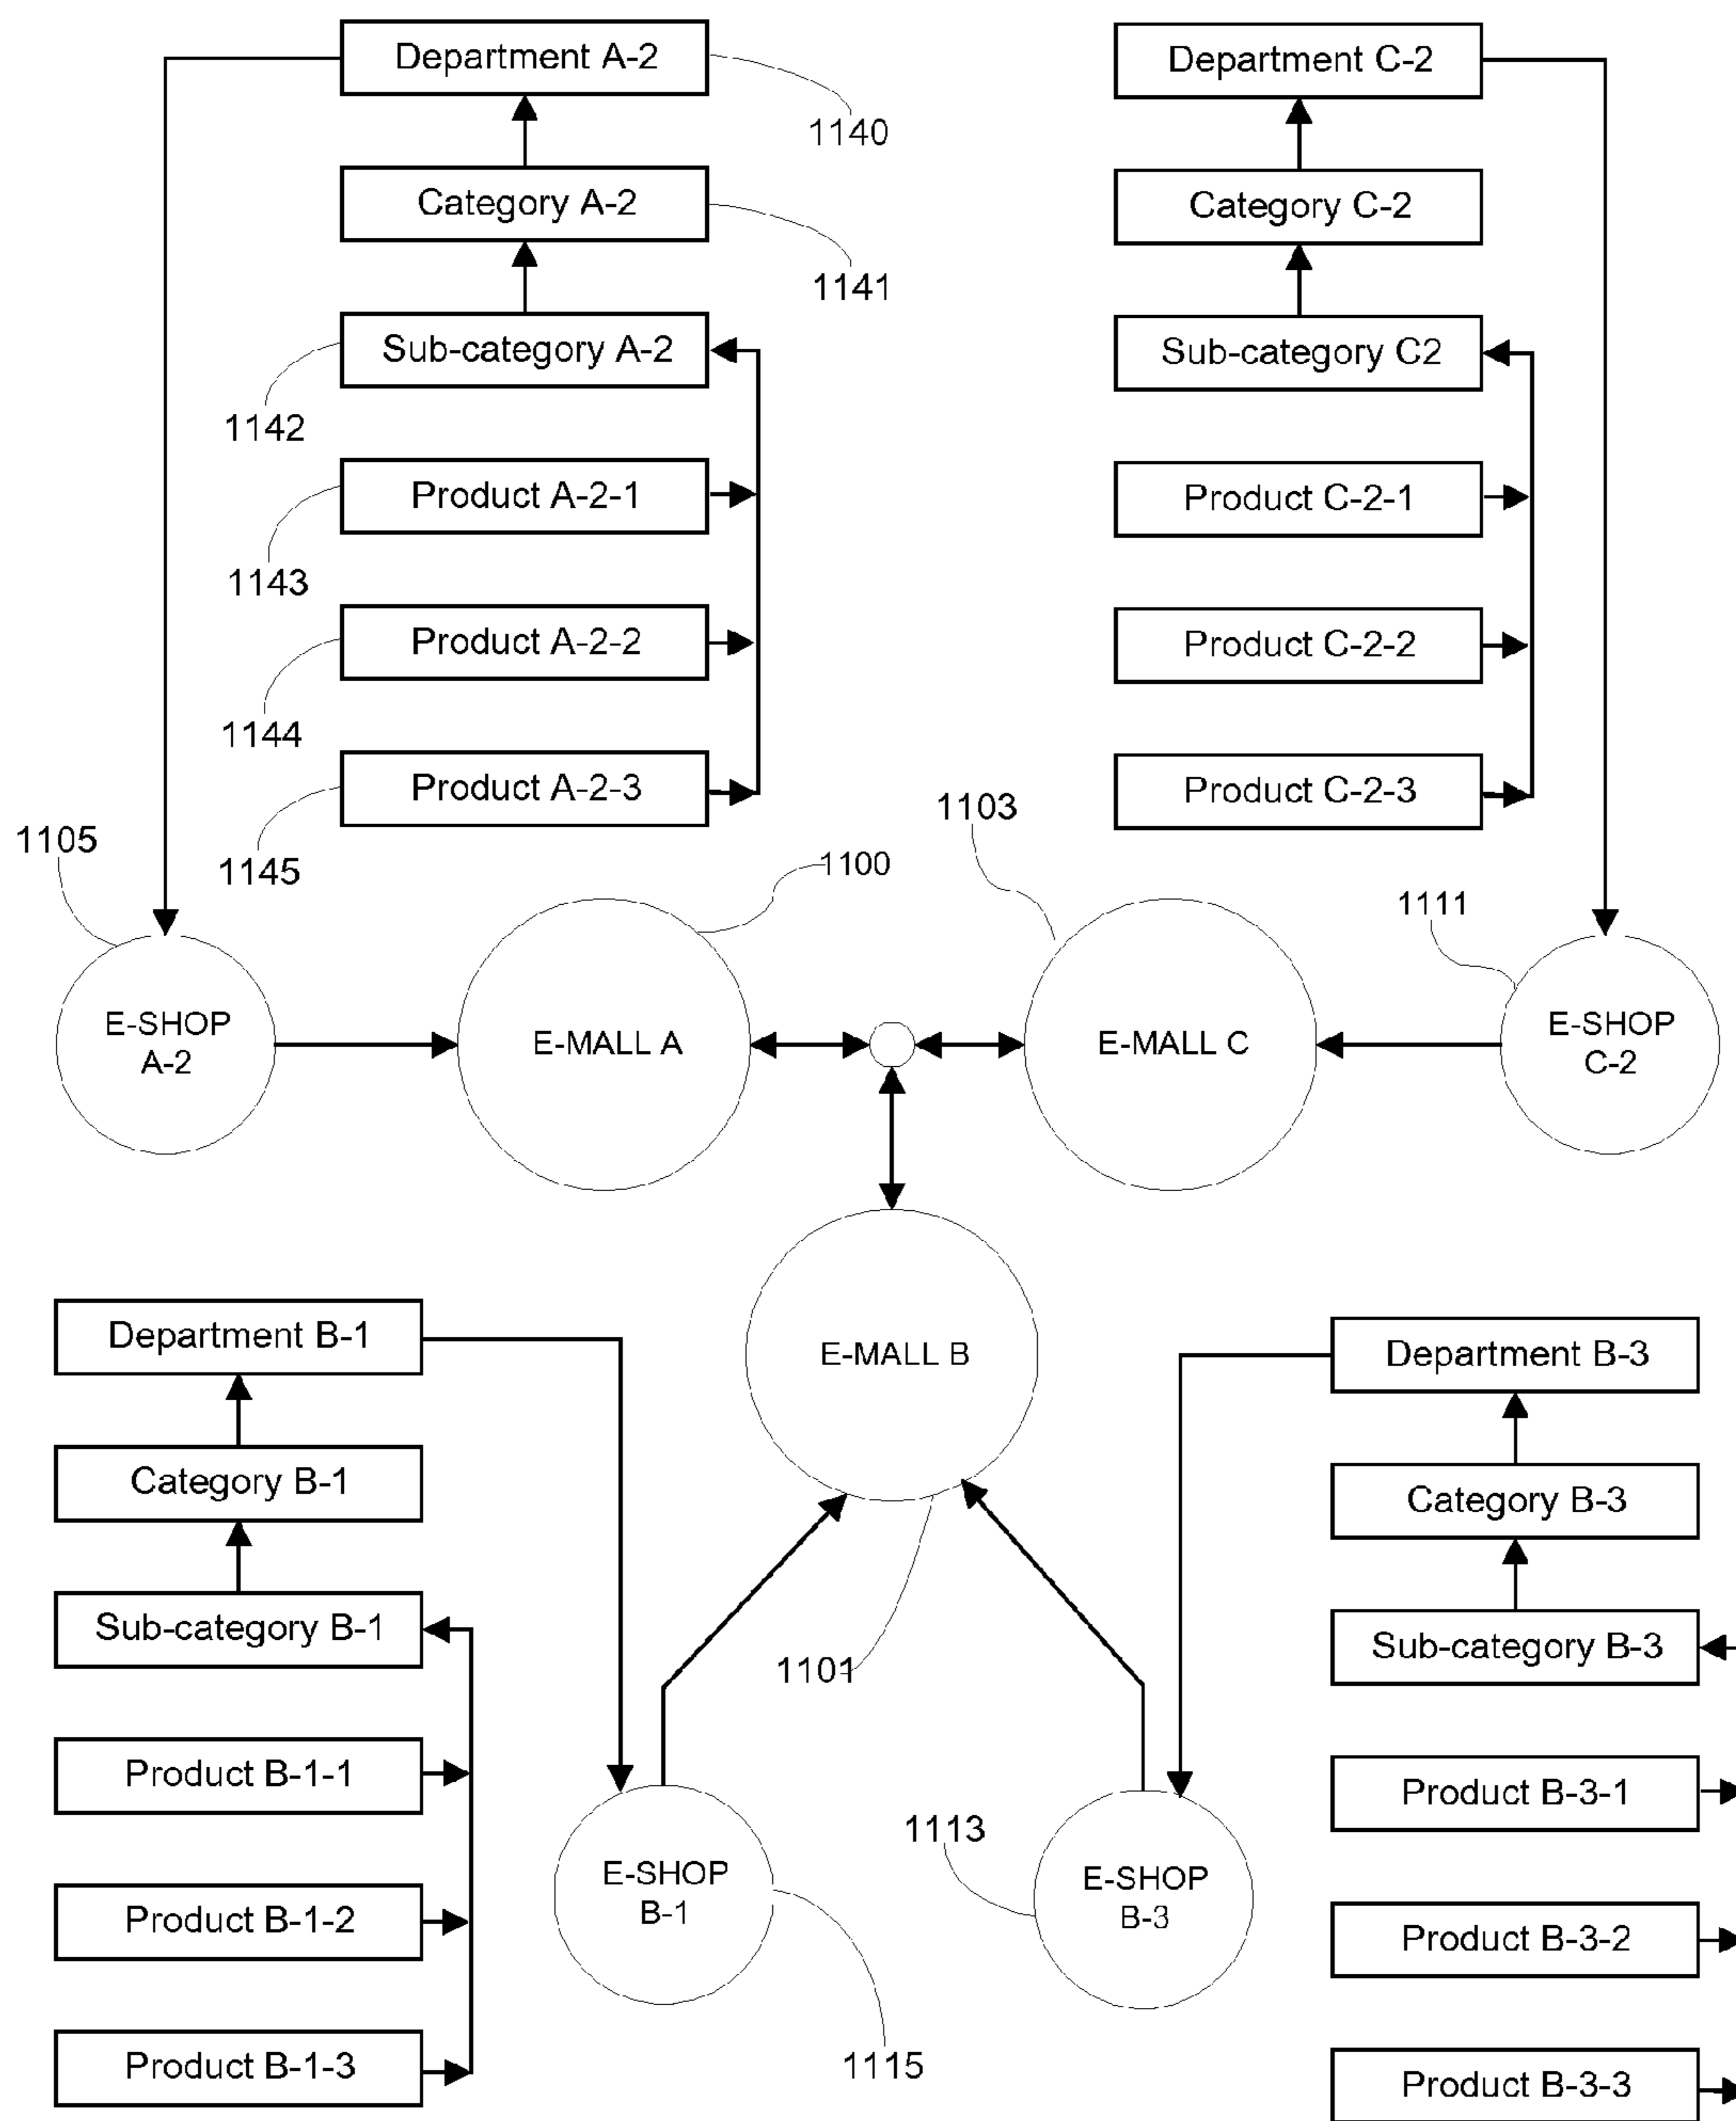 Department A-2
1140
Category A-2
1141
Sub-category A-2
1142
Product A-2-1
1143
Product A-2-2
1144
Product A-2-3
1145
Department C-2
Category C-2
Sub-category C2
Product C-2-1
Product C-2-2
Product C-2-3
1105
1100
1103
1111
E-SHOP
A-2
E-MALL A
E-MALL C
E-SHOP
C-2
E-MALL B
1101
Department B-1
Category B-1
Sub-category B-1
Product B-1-1
Product B-1-2
Product B-1-3
E-SHOP
B-1
1115
1113
E-SHOP
B-3
Department B-3
Category B-3
Sub-category B-3
Product B-3-1
Product B-3-2
Product B-3-3